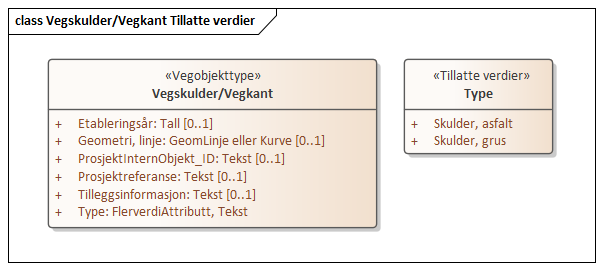 class Vegskulder/Vegkant Tillatte verdier
«Vegobjekttype»
Vegskulder/Vegkant
+ Etableringsår: Tall [0..1]
+ Geometri, linje: GeomLinje eller Kurve [0..1]
+ ProsjektInternObjekt_ID: Tekst [0..1]
+ Prosjektreferanse: Tekst [0..1]
+ Tilleggsinformasjon: Tekst [0..1]
+ Type: FlerverdiAttributt, Tekst
«Tillatte verdier»
Type
+ Skulder, asfalt
+ Skulder, grus